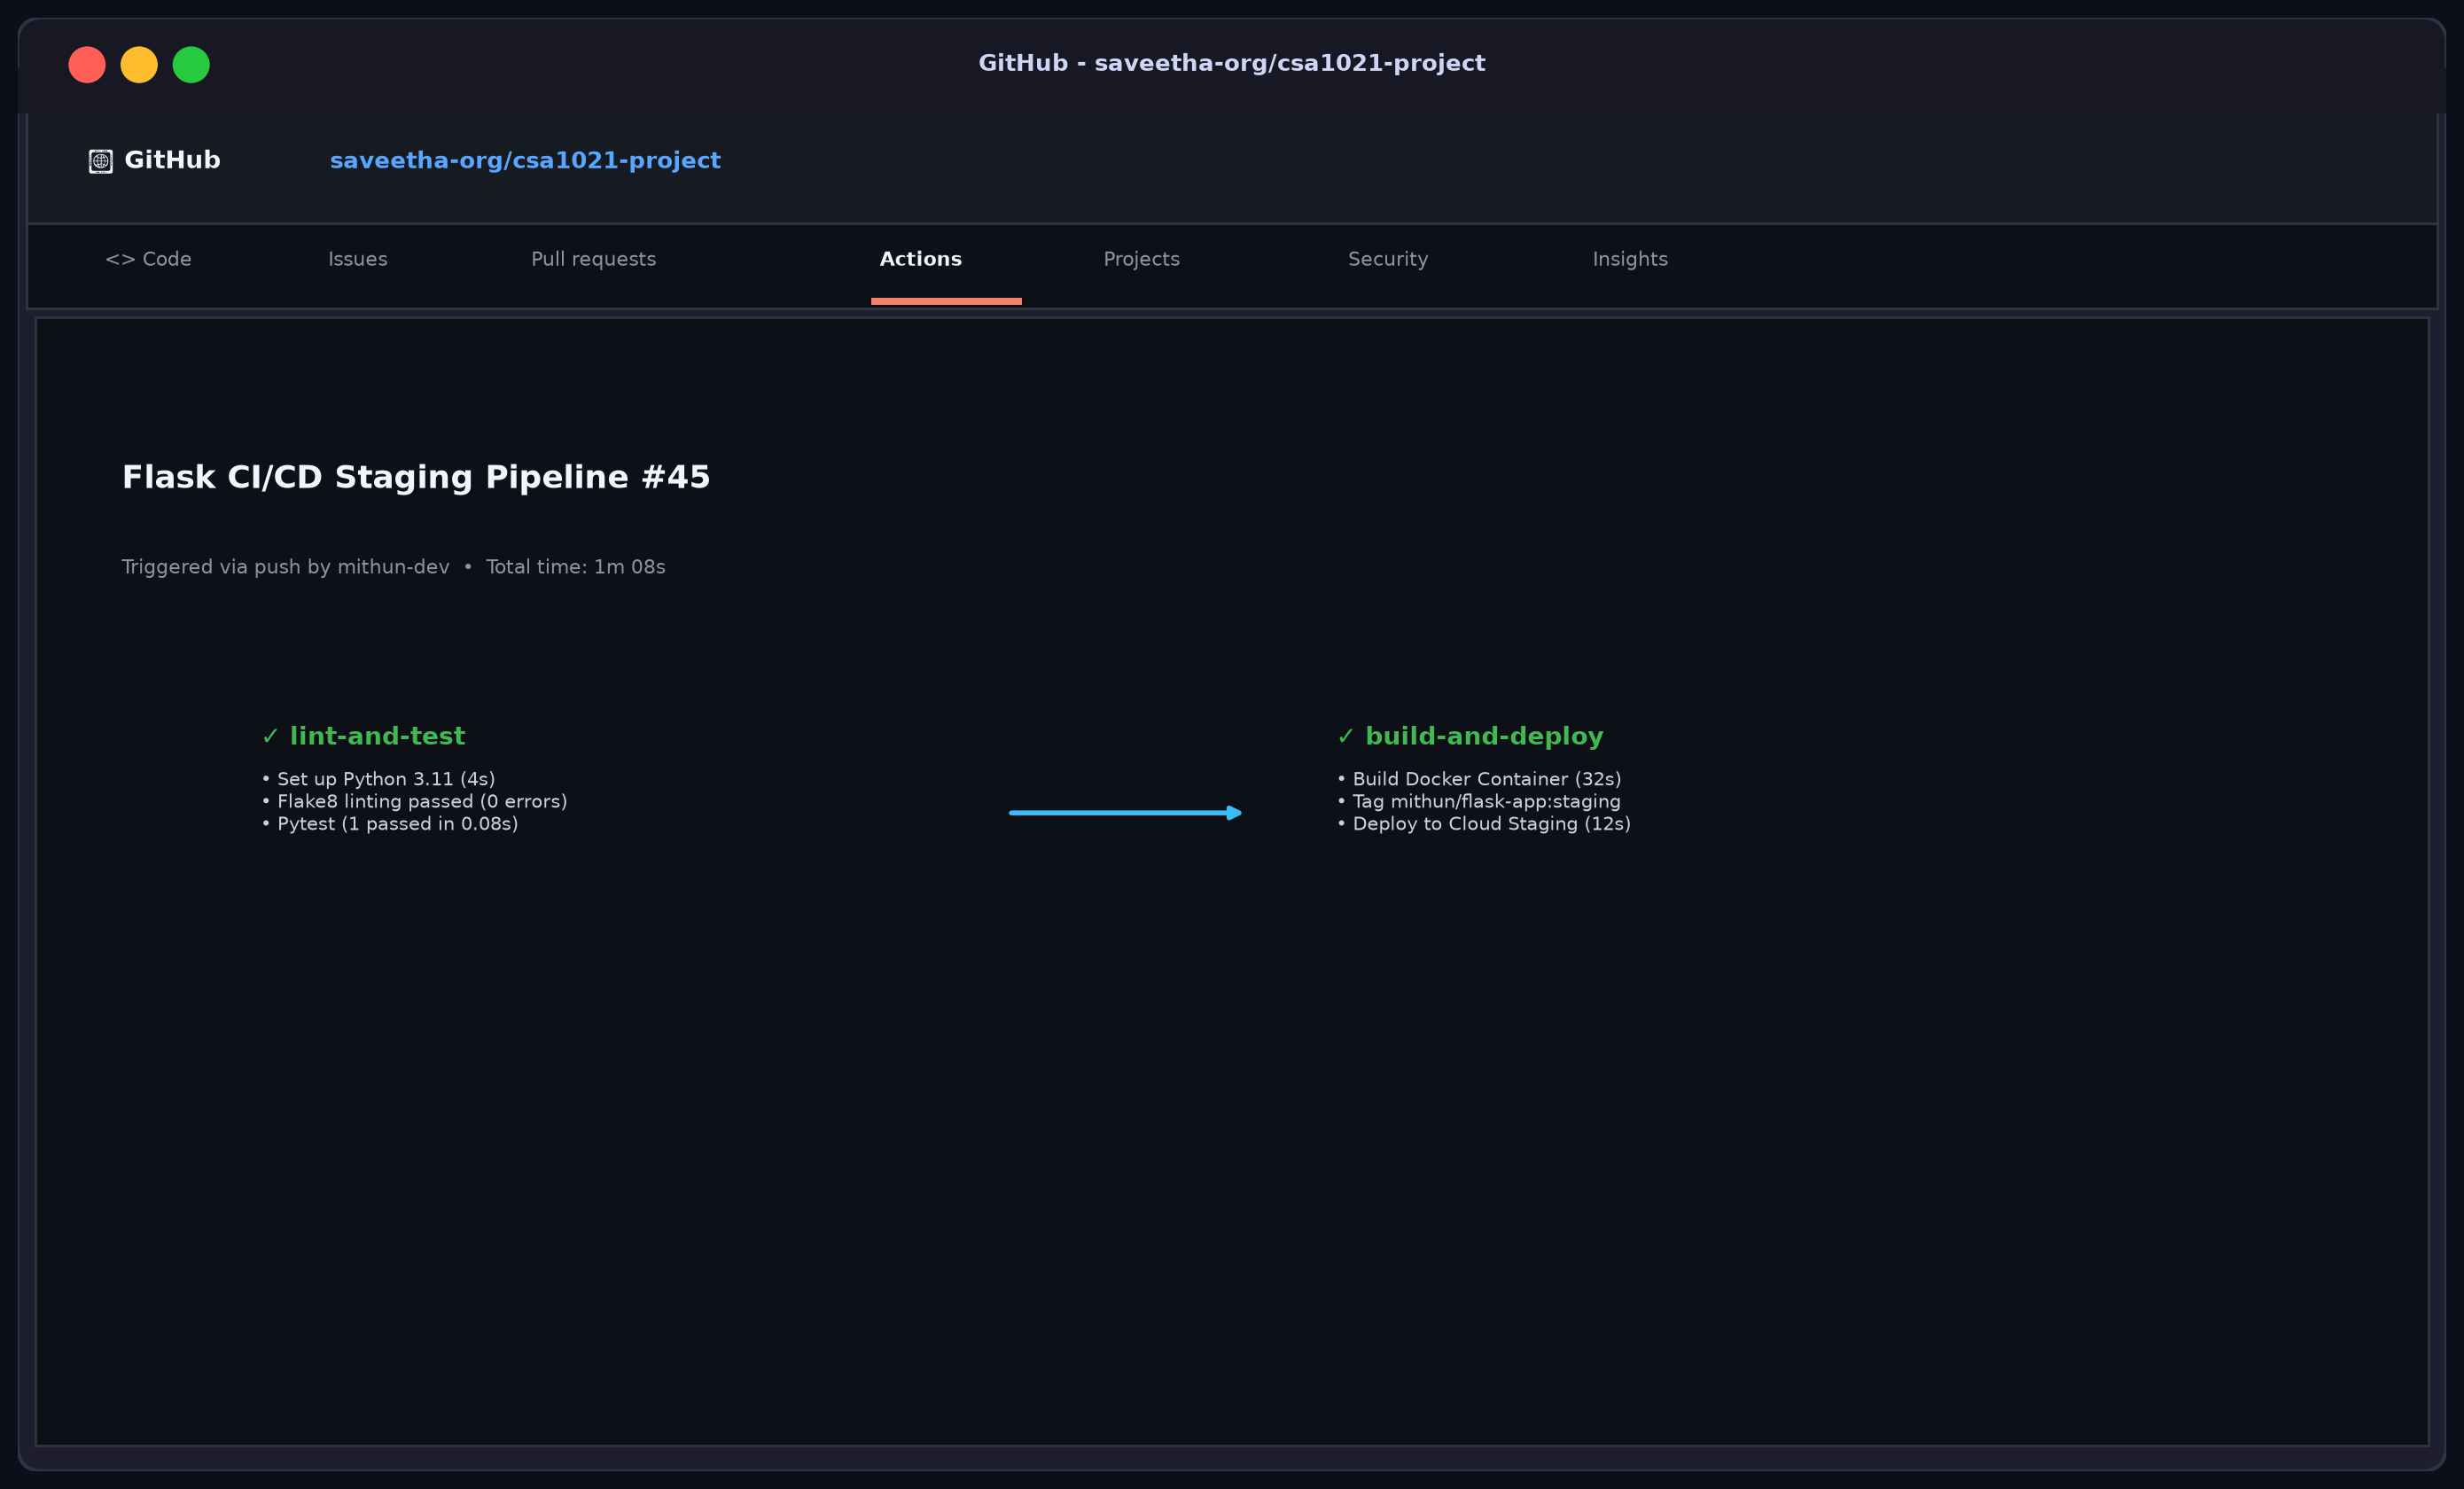 GitHub - saveetha-org/csa1021-project
GitHub saveetha-org/csa1021-project
<> Code Issues Pull requests Actions Projects Security Insights
Flask CI/CD Staging Pipeline #45
Triggered via push by mithun-dev • Total time: 1m 08s
✓ lint-and-test
• Set up Python 3.11 (4s)
• Flake8 linting passed (0 errors)
• Pytest (1 passed in 0.08s)
✓ build-and-deploy
• Build Docker Container (32s)
• Tag mithun/flask-app:staging
• Deploy to Cloud Staging (12s)